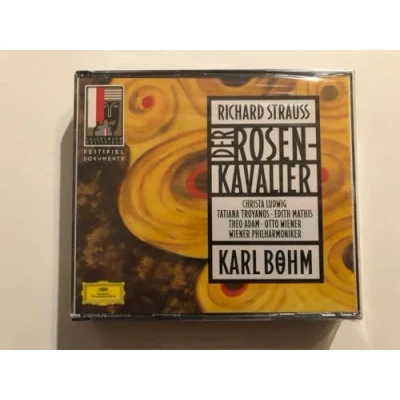 FESTSPIEL
DOKUMENTE
RICHARD STRAUSS
DER
ROSEN-
KAVALIER
CHRISTA LUDWIG
TATIANA TROYANOS · EDITH MATHIS
THEO ADAM · OTTO WIENER
WIENER PHILHARMONIKER
KARL BØHM